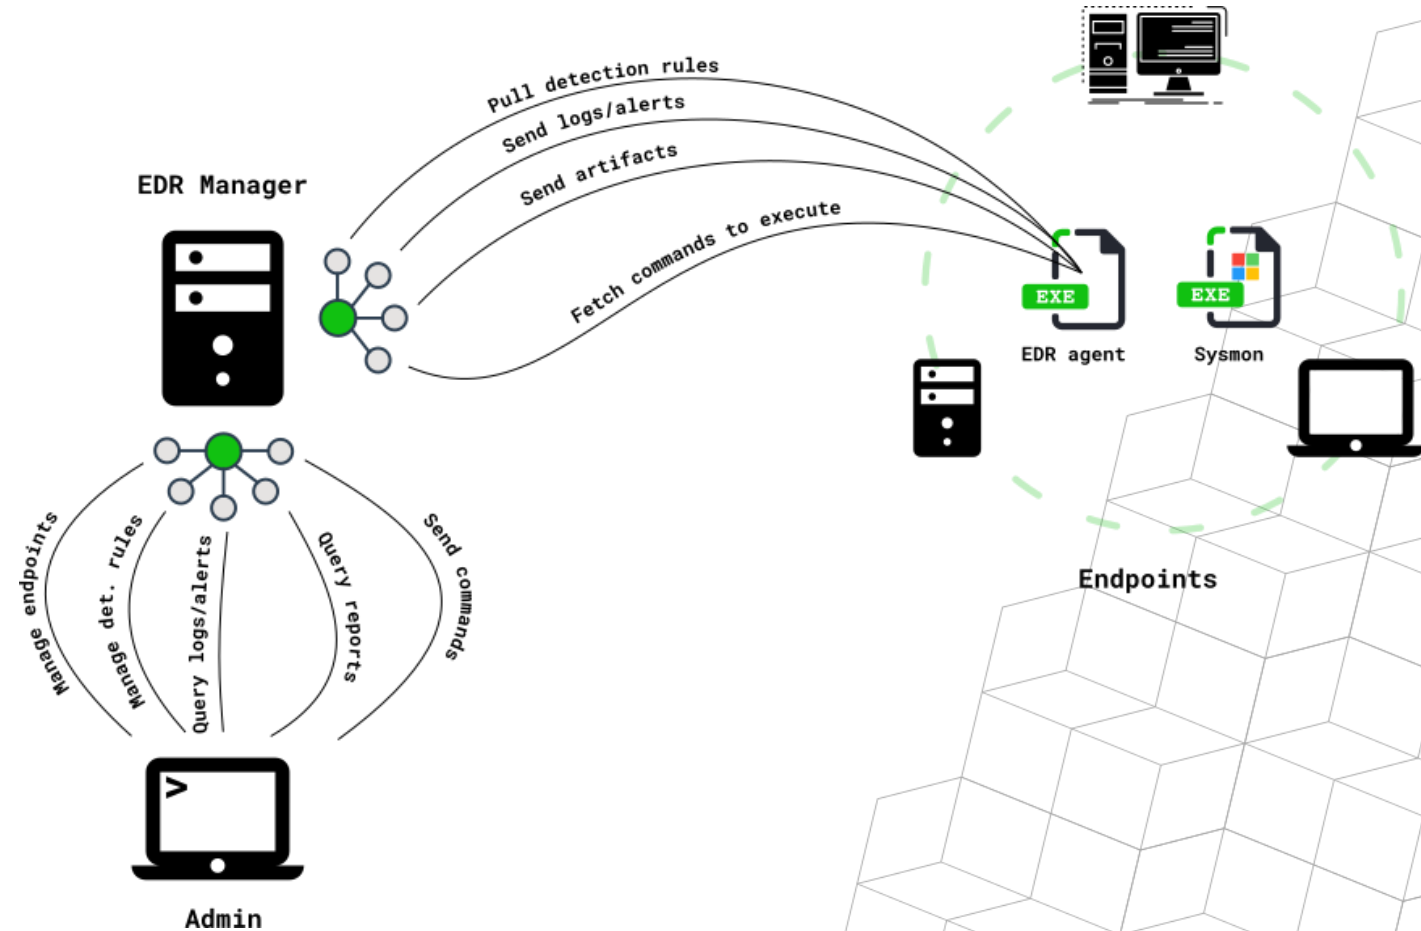 Pull detection rules
Send logs/alerts
Send artifacts
Fetch commands to execute
EDR Manager
EXE
EDR agent
EXE
Sysmon
Endpoints
Manage endpoints
Manage det. rules
Query logs/alerts
Query reports
Send commands
>
Admin